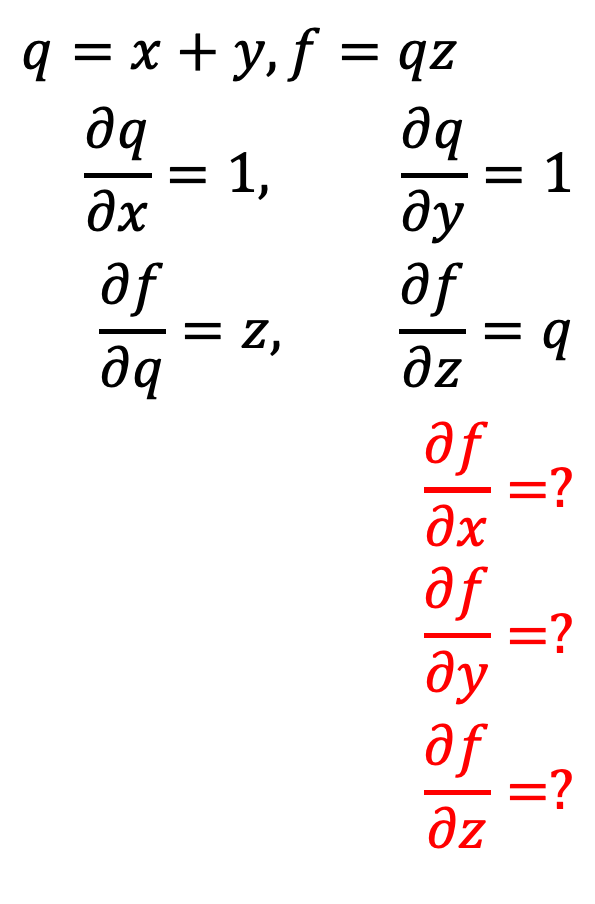 q = x + y, f = qz
∂q/∂x = 1, ∂q/∂y = 1
∂f/∂q = z, ∂f/∂z = q
∂f/∂x =?
∂f/∂y =?
∂f/∂z =?